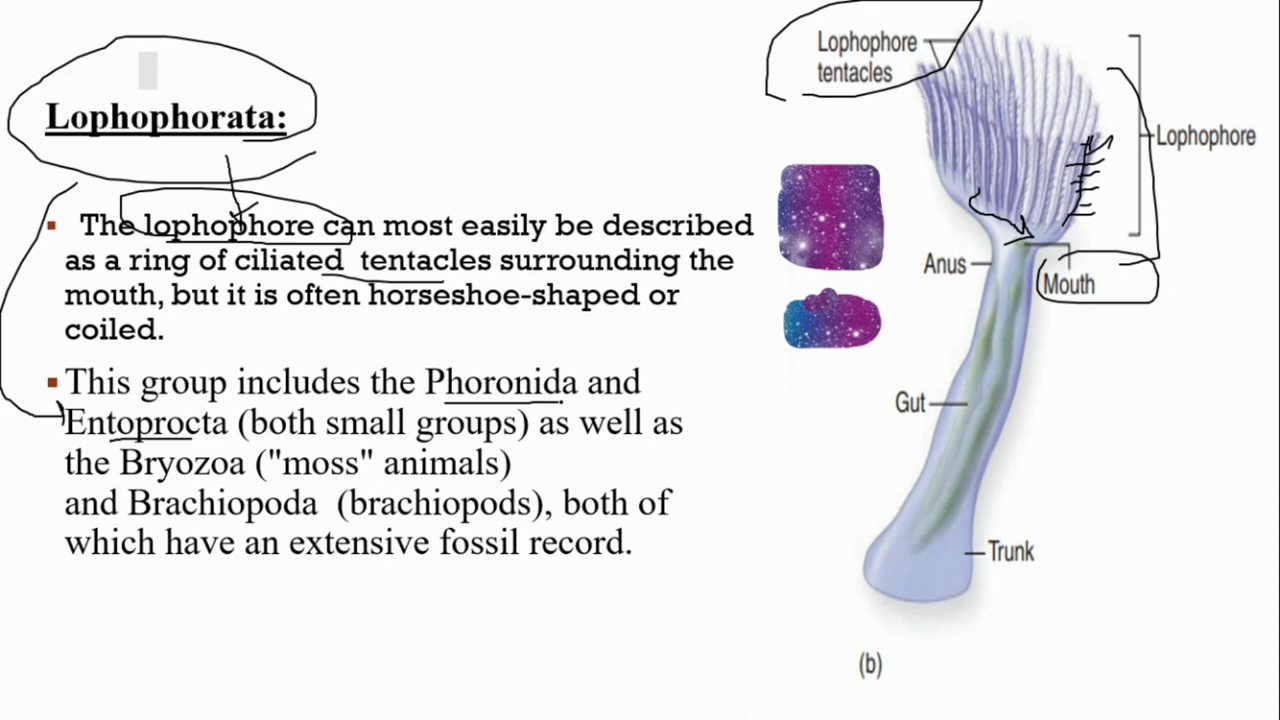 Lophophorata:
The lophophore can most easily be described
as a ring of ciliated tentacles surrounding the
mouth, but it is often horseshoe-shaped or
coiled.
This group includes the Phoronida and
Entoprocta (both small groups) as well as
the Bryozoa ("moss" animals)
and Brachiopoda (brachiopods), both of
which have an extensive fossil record.
Lophophore
tentacles
Lophophore
Anus
Mouth
Gut
Trunk
(b)